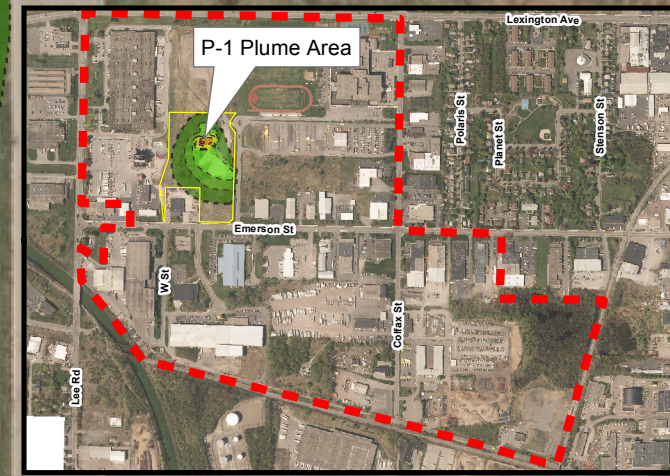 Lexington Ave
P-1 Plume Area
Polaris St
Planet St
Stenson St
Emerson St
W St
Colfax St
Lee Rd